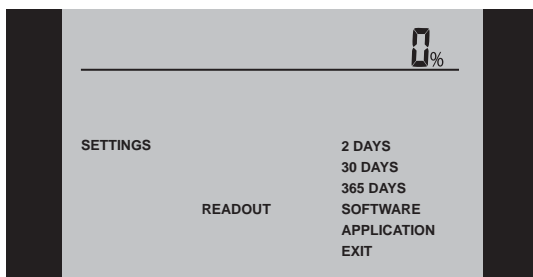 0%
SETTINGS 2 DAYS
30 DAYS
365 DAYS
READOUT SOFTWARE
APPLICATION
EXIT